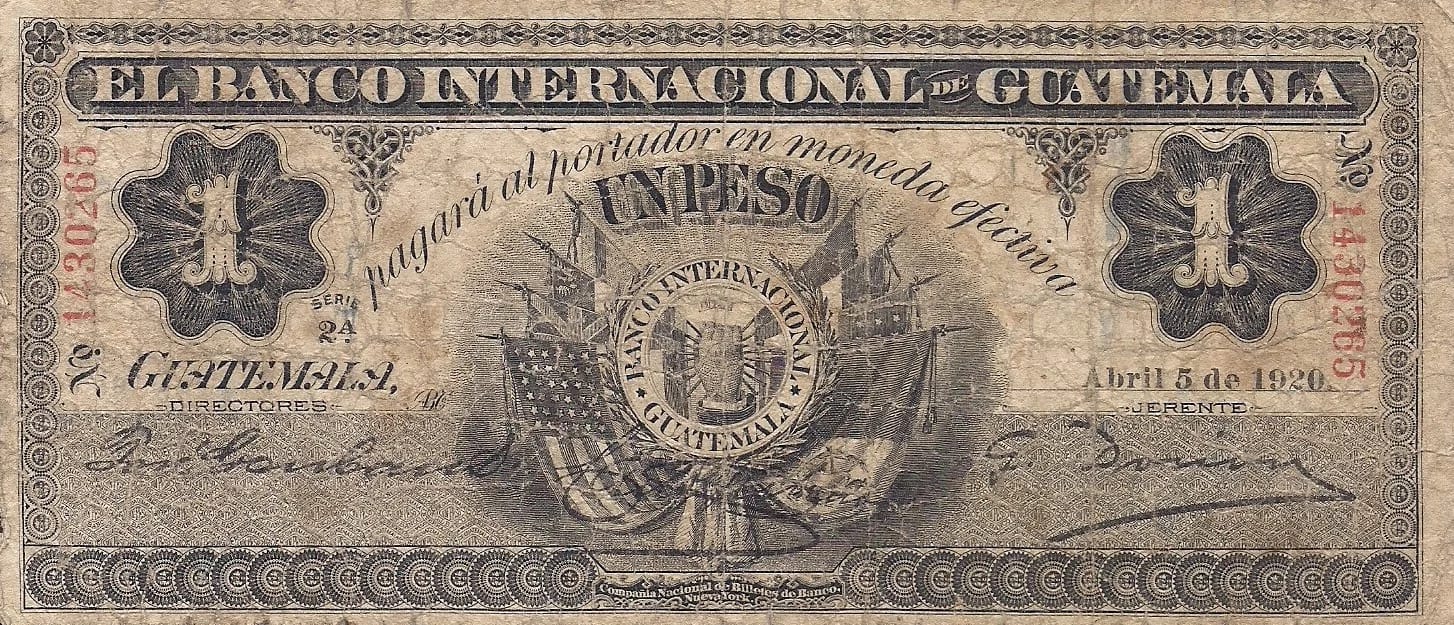 EL BANCO INTERNACIONAL DE GUATEMALA
pagará al portador en moneda efectiva
UN PESO
1
1
No. 1430265
No. 1430265
SERIE
2A
BANCO INTERNACIONAL
★ GUATEMALA ★
GUATEMALA,
Abril 5 de 1920.
DIRECTORES
JERENTE
Compañia Nacional de Billetes de Banco.
Nueva York.